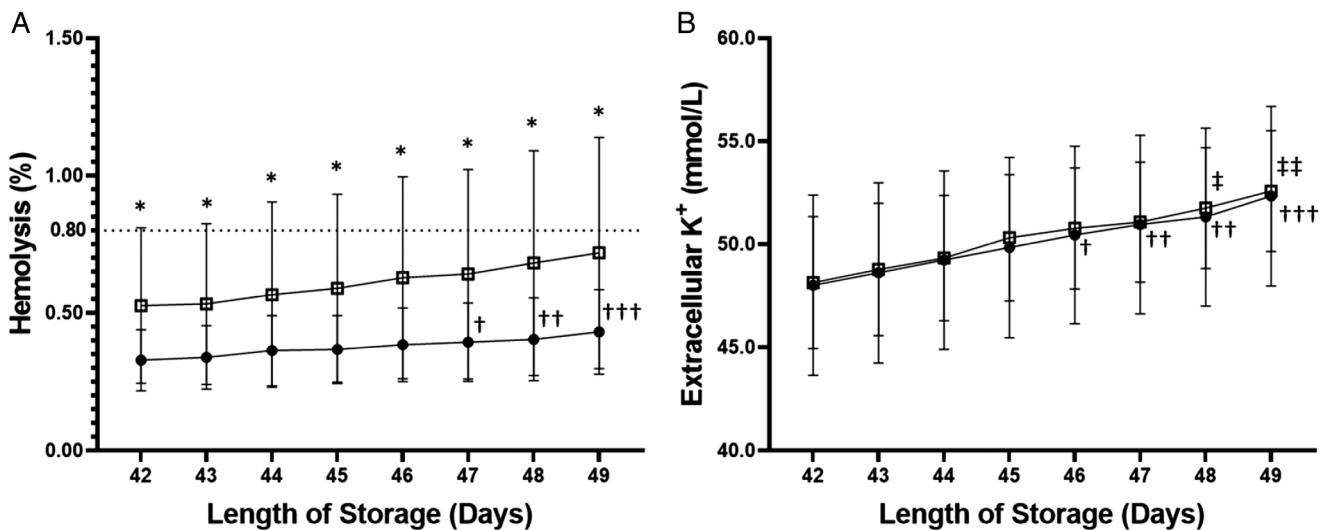 A
B
Hemolysis (%)
1.50
1.00
0.80
0.50
0.00
* * * * * * * *
† †† †††
42 43 44 45 46 47 48 49
Length of Storage (Days)
Extracellular K+ (mmol/L)
60.0
55.0
50.0
45.0
40.0
‡ ‡‡
† †† †† †††
42 43 44 45 46 47 48 49
Length of Storage (Days)